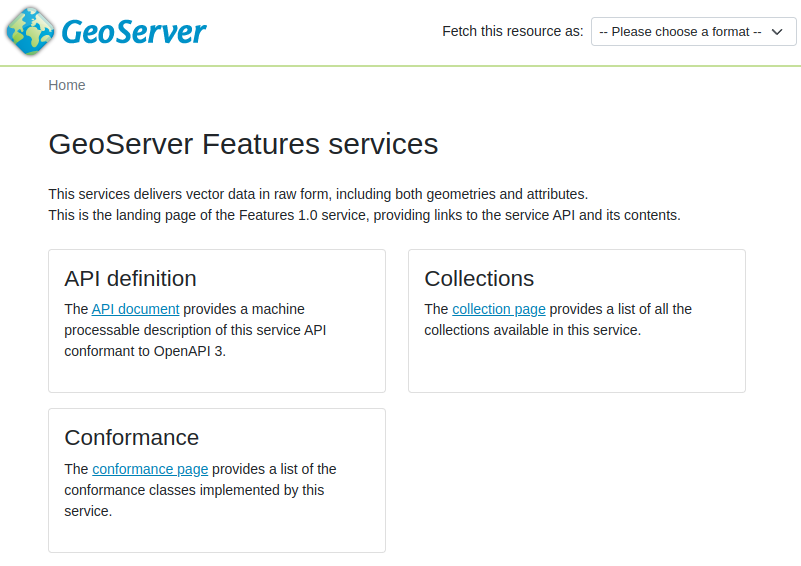 GeoServer
Fetch this resource as:
-- Please choose a format --
Home
GeoServer Features services
This services delivers vector data in raw form, including both geometries and attributes.
This is the landing page of the Features 1.0 service, providing links to the service API and its contents.
API definition
The API document provides a machine
processable description of this service API
conformant to OpenAPI 3.
Collections
The collection page provides a list of all the
collections available in this service.
Conformance
The conformance page provides a list of the
conformance classes implemented by this
service.